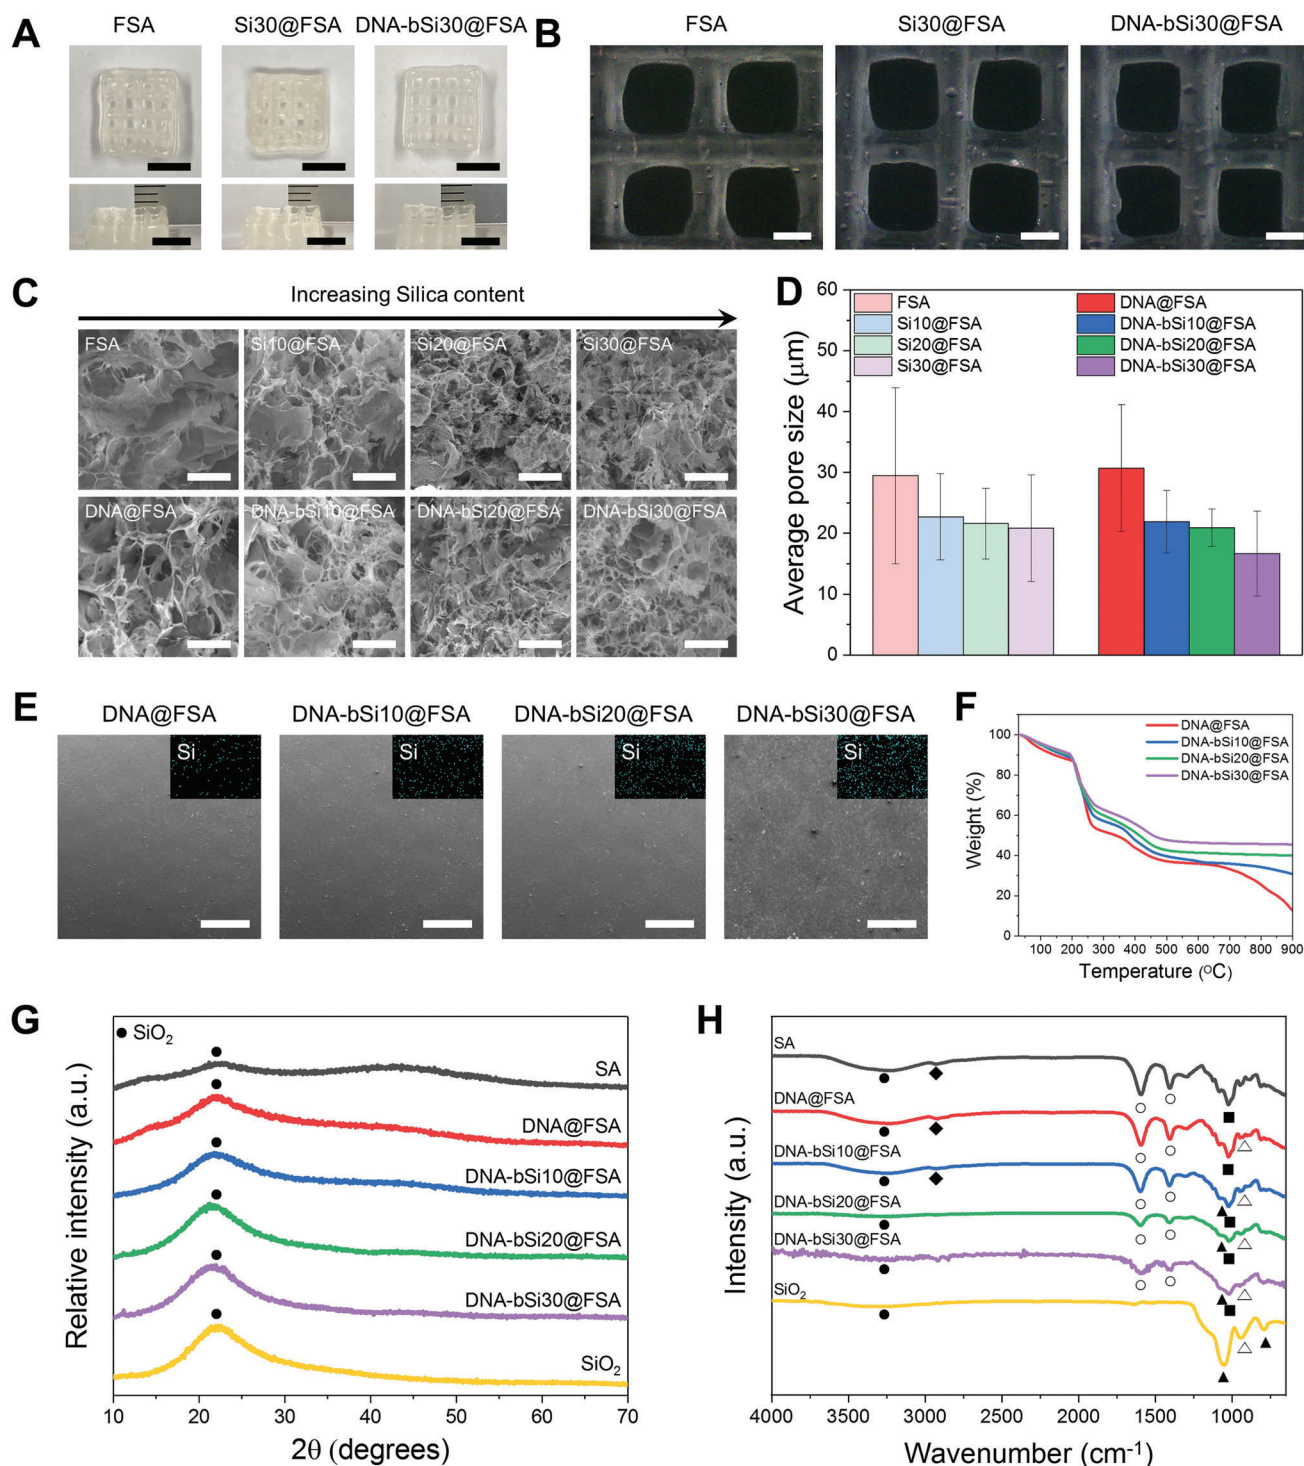 A
FSA
Si30@FSA
DNA-bSi30@FSA
B
FSA
Si30@FSA
DNA-bSi30@FSA
C
Increasing Silica content
FSA
Si10@FSA
Si20@FSA
Si30@FSA
DNA@FSA
DNA-bSi10@FSA
DNA-bSi20@FSA
DNA-bSi30@FSA
D
Average pore size (μm)
60
50
40
30
20
10
0
FSA
Si10@FSA
Si20@FSA
Si30@FSA
DNA@FSA
DNA-bSi10@FSA
DNA-bSi20@FSA
DNA-bSi30@FSA
E
DNA@FSA
DNA-bSi10@FSA
DNA-bSi20@FSA
DNA-bSi30@FSA
Si
Si
Si
Si
F
Weight (%)
100
80
60
40
20
0
DNA@FSA
DNA-bSi10@FSA
DNA-bSi20@FSA
DNA-bSi30@FSA
100 200 300 400 500 600 700 800 900
Temperature (ᴼC)
G
Relative intensity (a.u.)
● SiO₂
SA
DNA@FSA
DNA-bSi10@FSA
DNA-bSi20@FSA
DNA-bSi30@FSA
SiO₂
10 20 30 40 50 60 70
2θ (degrees)
H
Intensity (a.u.)
SA
DNA@FSA
DNA-bSi10@FSA
DNA-bSi20@FSA
DNA-bSi30@FSA
SiO₂
4000 3500 3000 2500 2000 1500 1000
Wavenumber (cm⁻¹)